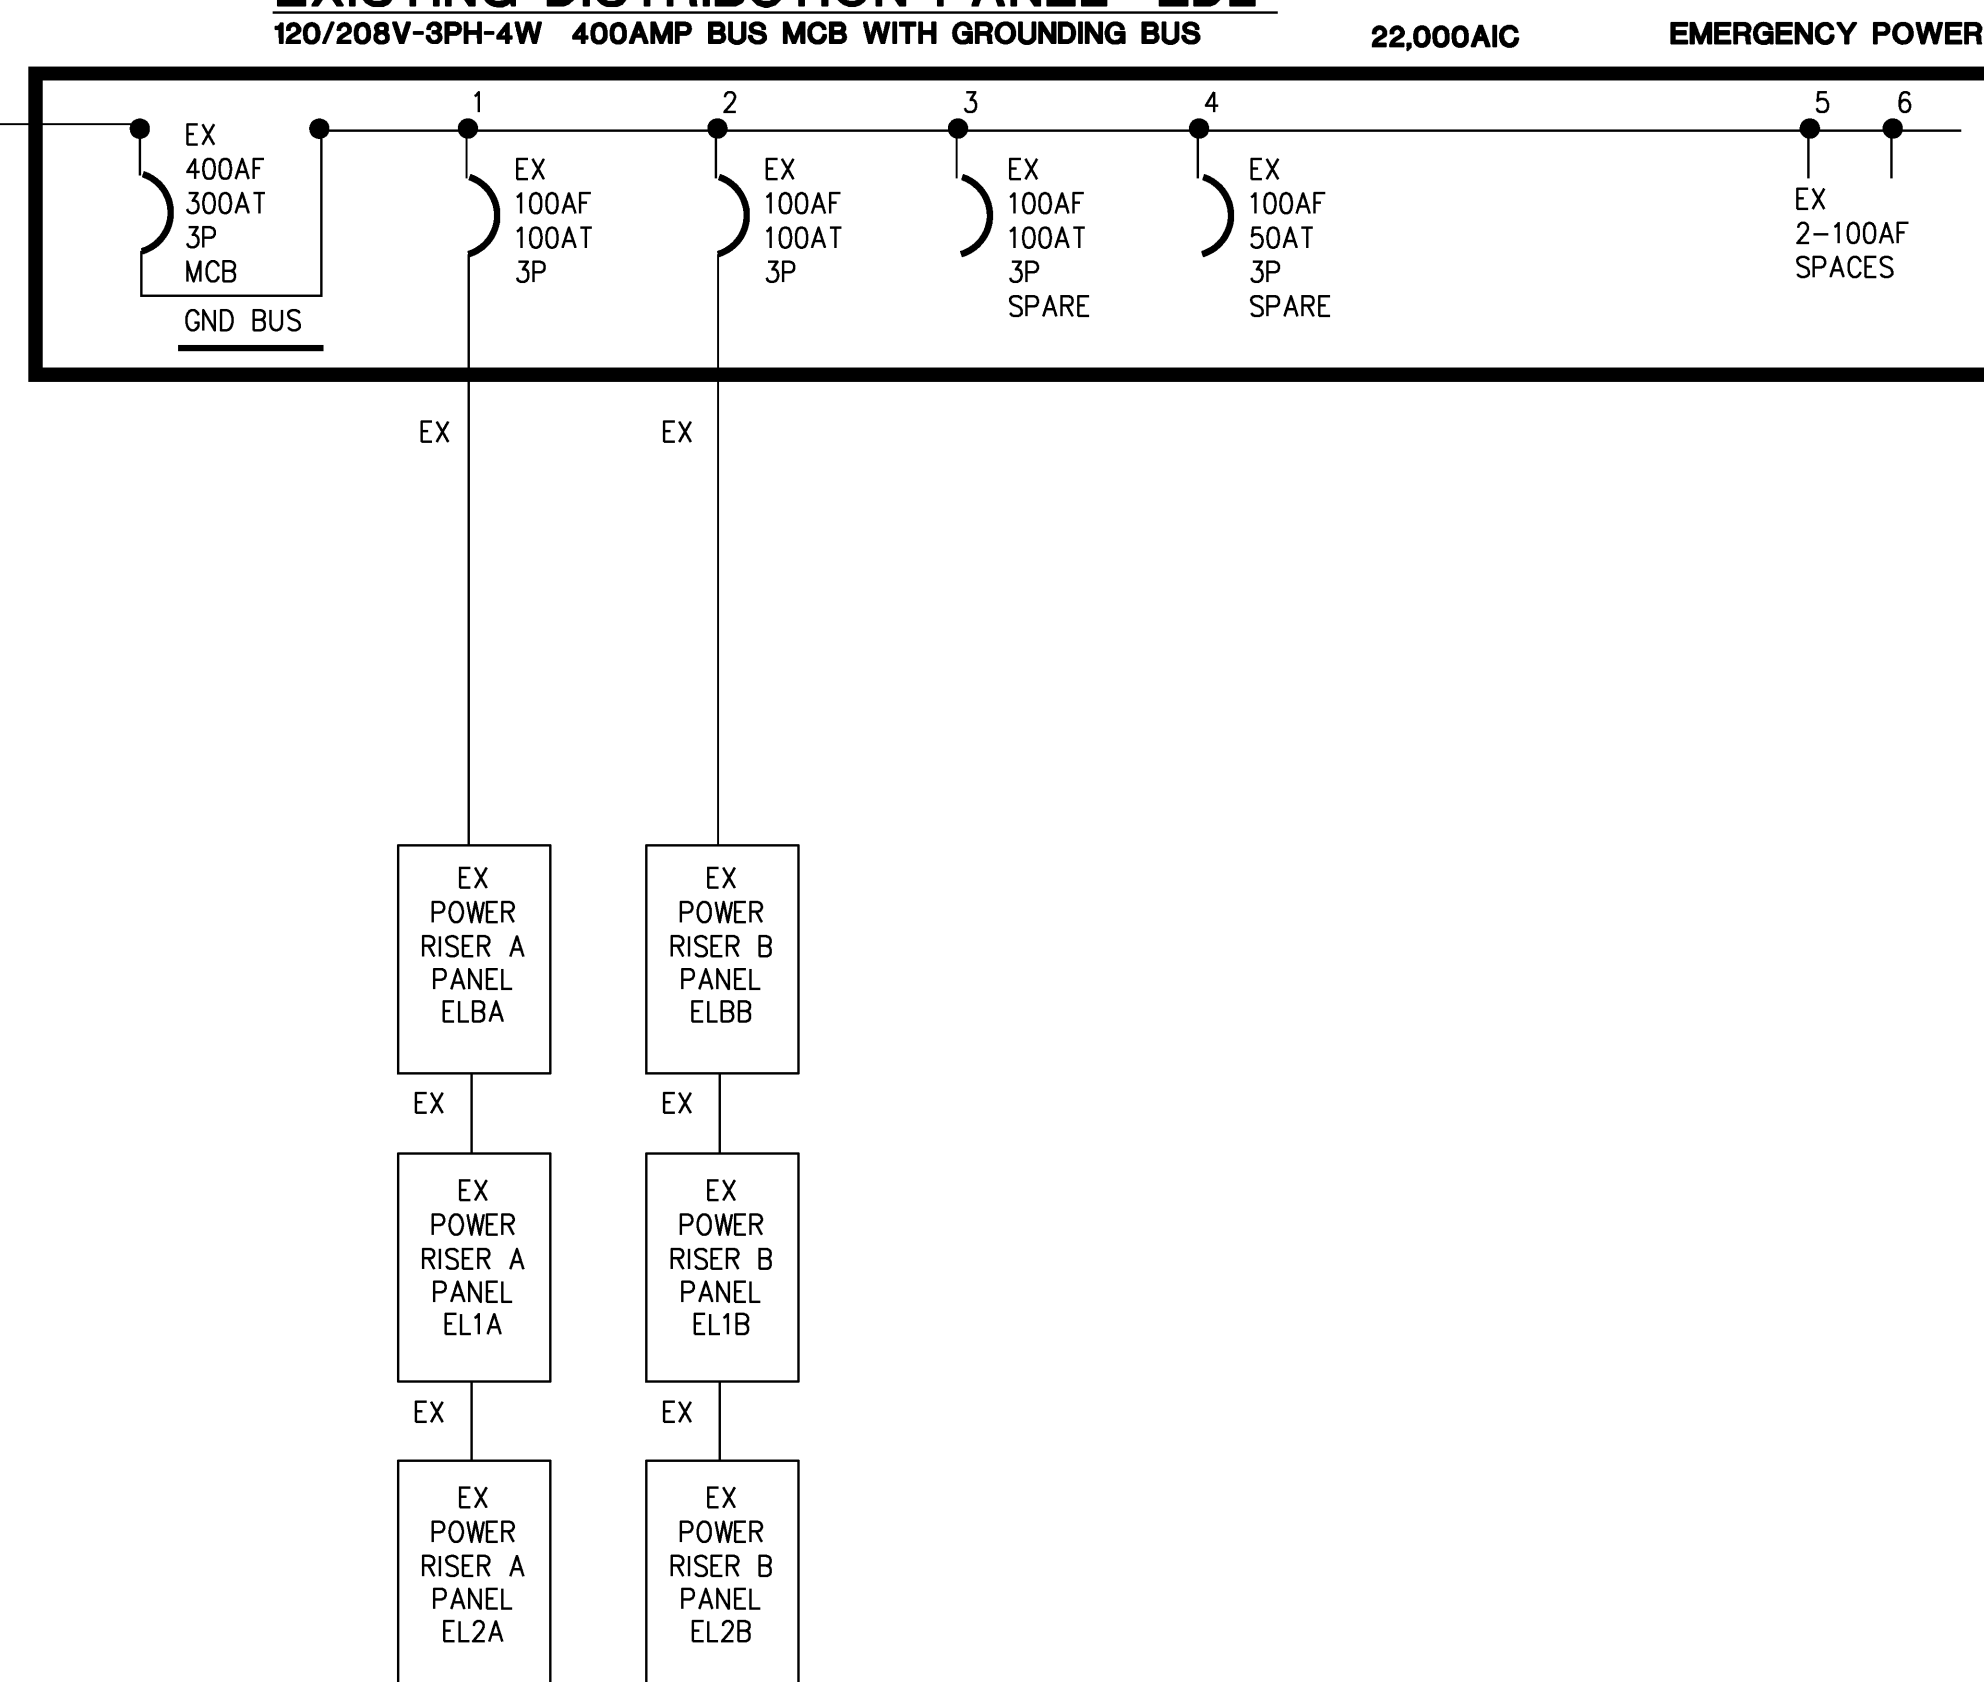 EXISTING DISTRIBUTION PANEL
120/208V-3PH-4W 400AMP BUS MCB WITH GROUNDING BUS 22,000AIC EMERGENCY POWER
1 2 3 4 5 6
EX
400AF
300AT
3P
MCB
GND BUS
EX
100AF
100AT
3P
EX
100AF
100AT
3P
EX
100AF
100AT
3P
SPARE
EX
100AF
50AT
3P
SPARE
EX
2-100AF
SPACES
EX EX
EX
POWER
RISER A
PANEL
ELBA
EX
POWER
RISER B
PANEL
ELBB
EX EX
EX
POWER
RISER A
PANEL
EL1A
EX
POWER
RISER B
PANEL
EL1B
EX EX
EX
POWER
RISER A
PANEL
EL2A
EX
POWER
RISER B
PANEL
EL2B